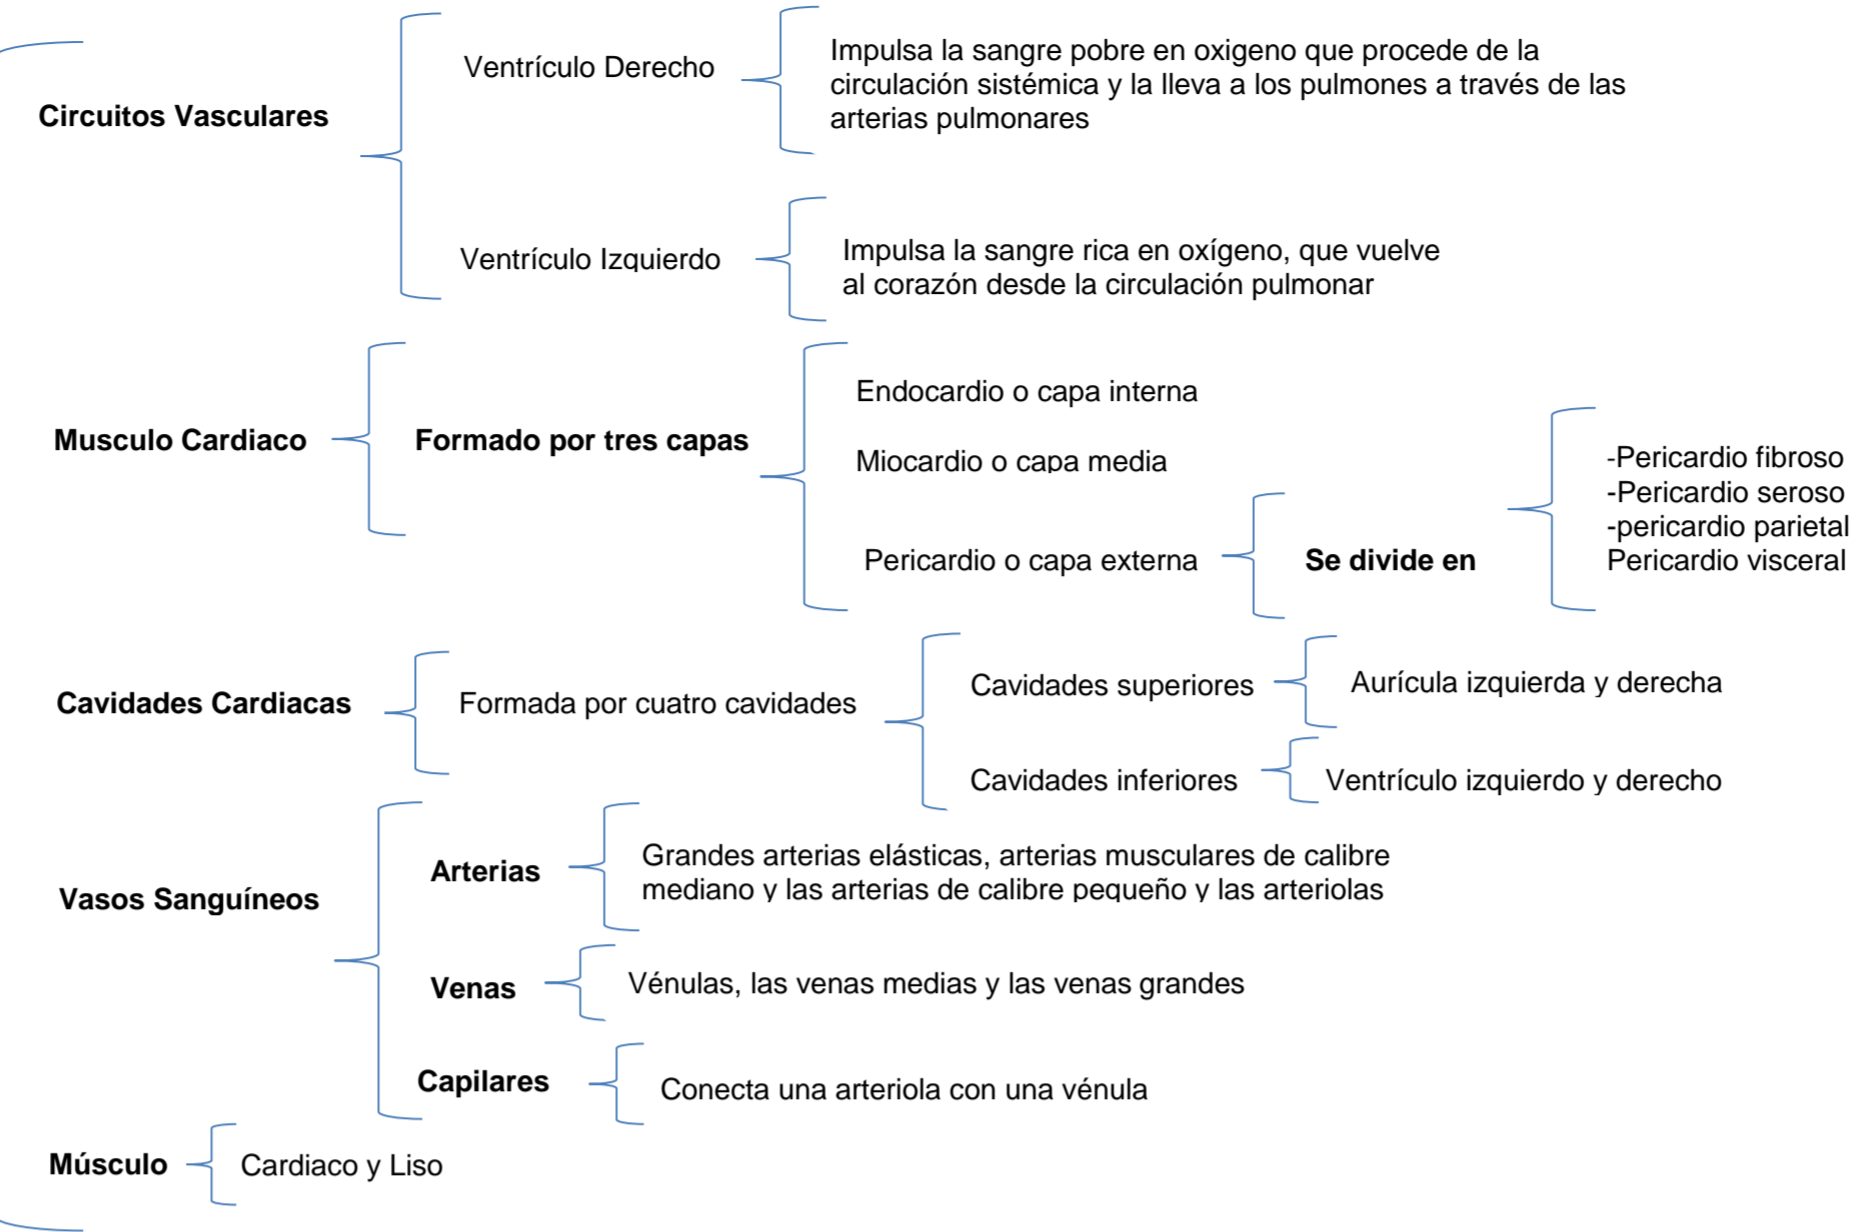 Circuitos Vasculares
Ventrículo Derecho
Impulsa la sangre pobre en oxigeno que procede de la
circulación sistémica y la lleva a los pulmones a través de las
arterias pulmonares
Ventrículo Izquierdo
Impulsa la sangre rica en oxígeno, que vuelve
al corazón desde la circulación pulmonar
Musculo Cardiaco
Formado por tres capas
Endocardio o capa interna
Miocardio o capa media
Pericardio o capa externa
Se divide en
-Pericardio fibroso
-Pericardio seroso
-pericardio parietal
Pericardio visceral
Cavidades Cardiacas
Formada por cuatro cavidades
Cavidades superiores
Aurícula izquierda y derecha
Cavidades inferiores
Ventrículo izquierdo y derecho
Vasos Sanguíneos
Arterias
Grandes arterias elásticas, arterias musculares de calibre
mediano y las arterias de calibre pequeño y las arteriolas
Venas
Vénulas, las venas medias y las venas grandes
Capilares
Conecta una arteriola con una vénula
Músculo
Cardiaco y Liso